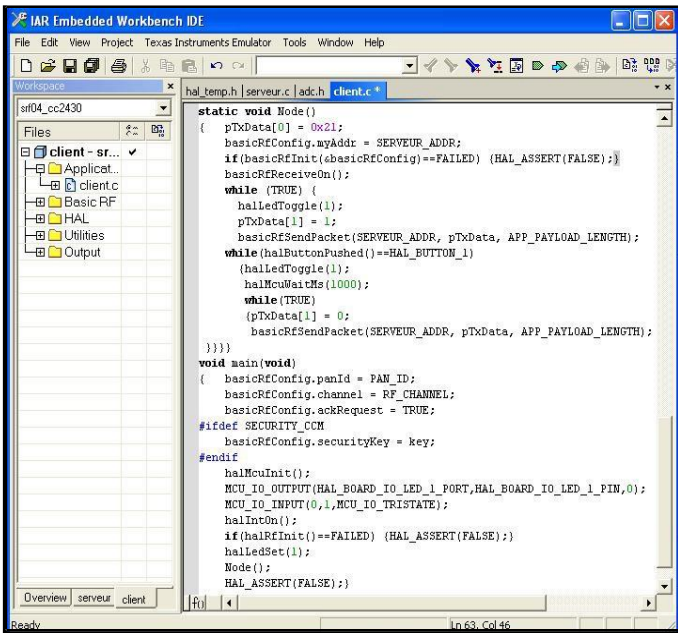 IAR Embedded Workbench IDE
File Edit View Project Texas Instruments Emulator Tools Window Help
Workspace
srf04_cc2430
Files
client - sr...
Applicat...
client.c
Basic RF
HAL
Utilities
Output
Overview serveur client
hal_temp.h serveur.c adc.h client.c *
static void Node()
{ pTxData[0] = 0x21;
basicRfConfig.myAddr = SERVEUR_ADDR;
if(basicRfInit(&basicRfConfig)==FAILED) {HAL_ASSERT(FALSE);}
basicRfReceiveOn();
while (TRUE) {
halLedToggle(1);
pTxData[1] = 1;
basicRfSendPacket(SERVEUR_ADDR, pTxData, APP_PAYLOAD_LENGTH);
while(halButtonPushed()==HAL_BUTTON_1)
{halLedToggle(1);
halMcuWaitMs(1000);
while(TRUE)
{pTxData[1] = 0;
basicRfSendPacket(SERVEUR_ADDR, pTxData, APP_PAYLOAD_LENGTH);
}}}}
void main(void)
{ basicRfConfig.panId = PAN_ID;
basicRfConfig.channel = RF_CHANNEL;
basicRfConfig.ackRequest = TRUE;
#ifdef SECURITY_CCM
basicRfConfig.securityKey = key;
#endif
halMcuInit();
MCU_IO_OUTPUT(HAL_BOARD_IO_LED_1_PORT,HAL_BOARD_IO_LED_1_PIN,0);
MCU_IO_INPUT(0,1,MCU_IO_TRISTATE);
halIntOn();
if(halRfInit()==FAILED) {HAL_ASSERT(FALSE);}
halLedSet(1);
Node();
HAL_ASSERT(FALSE);}
f0
Ready
Ln 63, Col 46